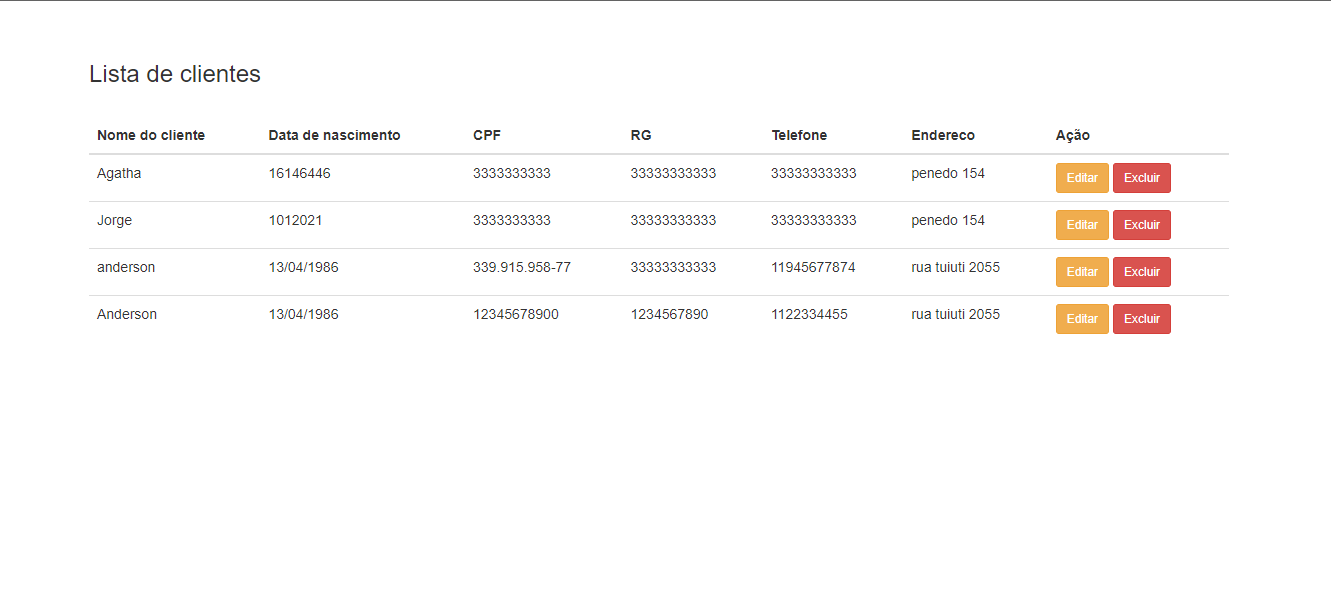 Lista de clientes
Nome do cliente Data de nascimento CPF RG Telefone Endereco Ação
Agatha 16146446 3333333333 33333333333 33333333333 penedo 154 Editar Excluir
Jorge 1012021 3333333333 33333333333 33333333333 penedo 154 Editar Excluir
anderson 13/04/1986 339.915.958-77 33333333333 11945677874 rua tuiuti 2055 Editar Excluir
Anderson 13/04/1986 12345678900 1234567890 1122334455 rua tuiuti 2055 Editar Excluir